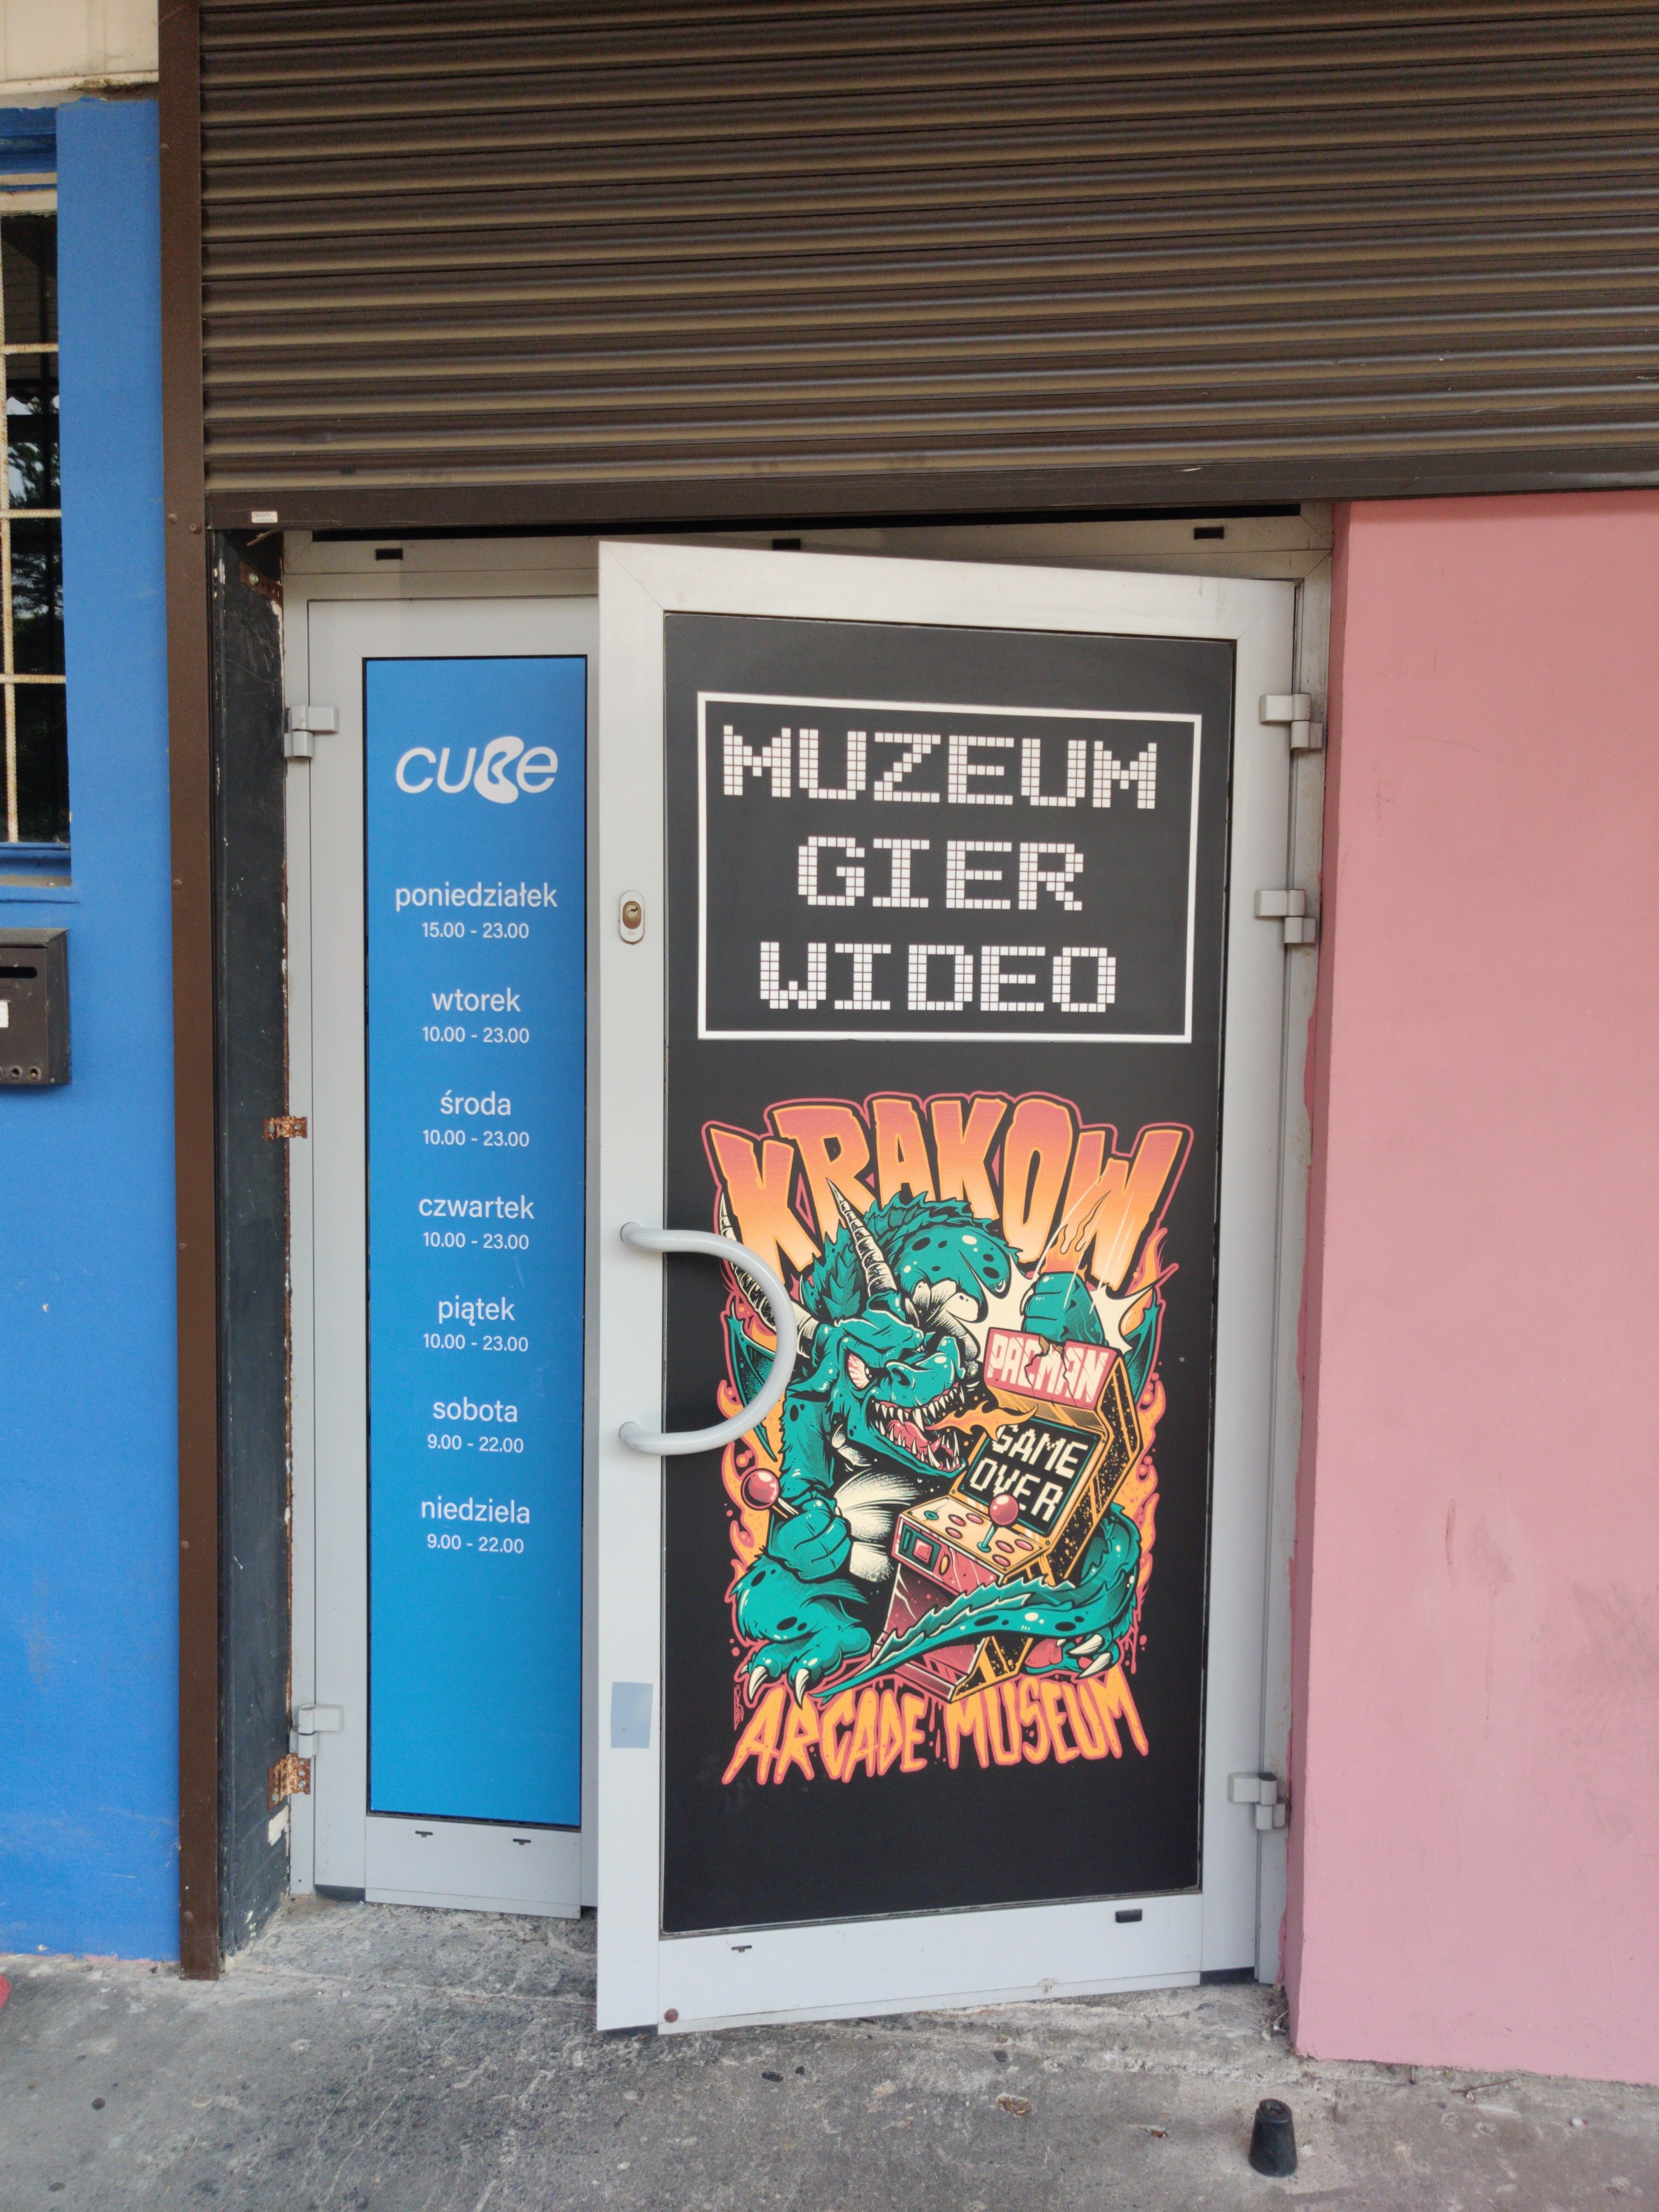 cuBe
poniedziałek
15.00 - 23.00
wtorek
10.00 - 23.00
środa
10.00 - 23.00
czwartek
10.00 - 23.00
piątek
10.00 - 23.00
sobota
9.00 - 22.00
niedziela
9.00 - 22.00
MUZEUM
GIER
WIDEO
KRAKOW
PACMAN
GAME
OVER
ARCADE MUSEUM